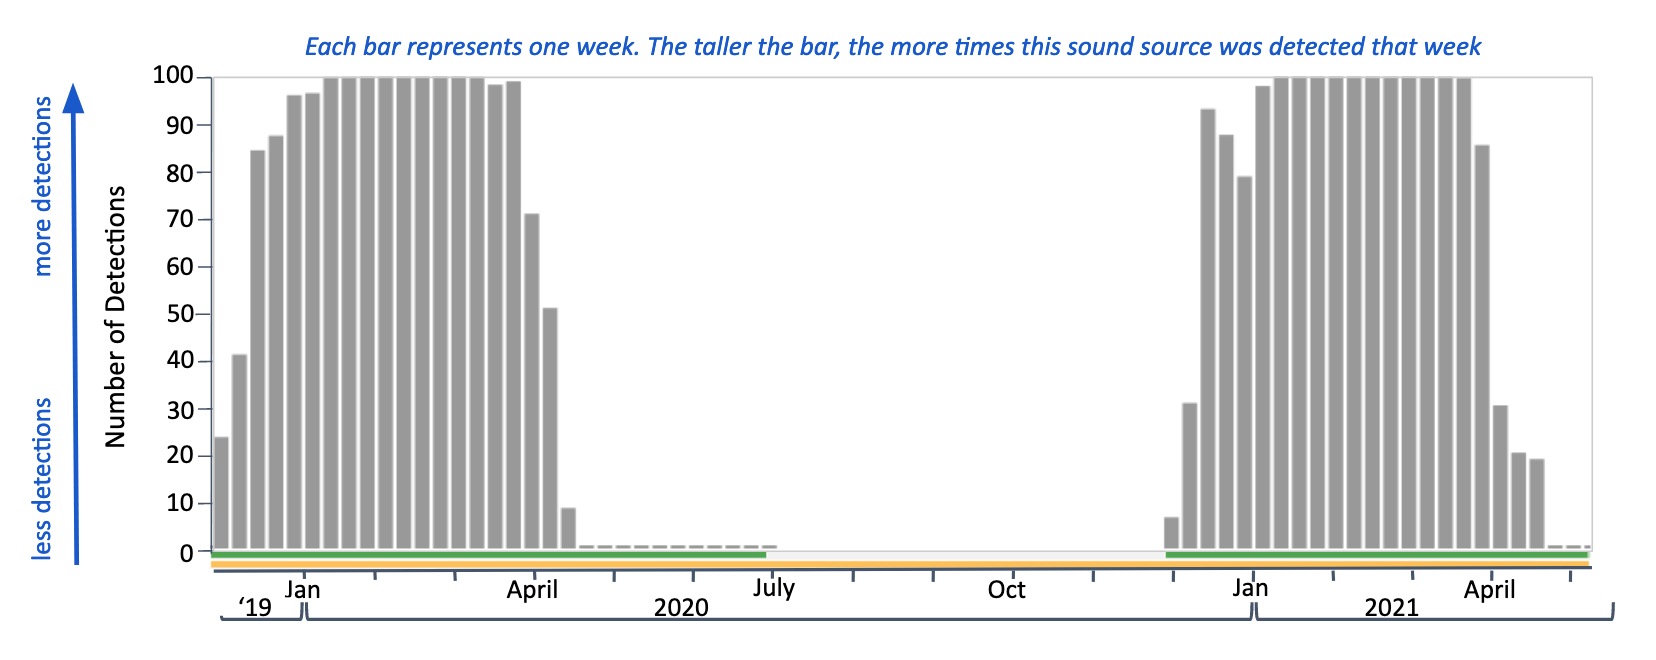 Each bar represents one week. The taller the bar, the more times this sound source was detected that week
more detections
less detections
Number of Detections
100
90
80
70
60
50
40
30
20
10
0
Jan April July Oct Jan April
‘19 2020 2021